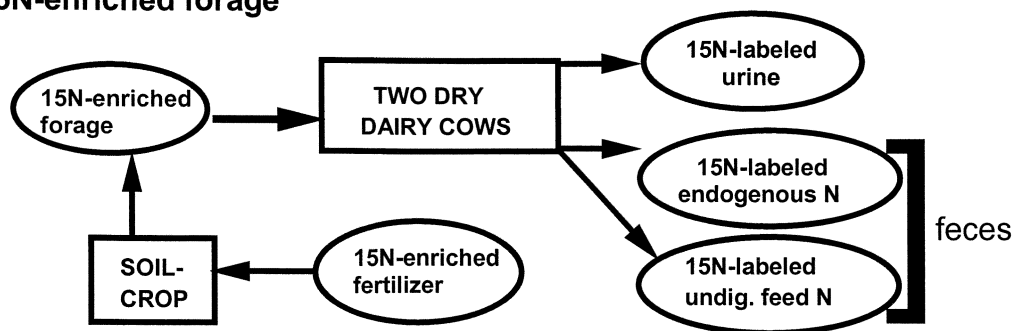 15N-enriched forage
15N-enriched
forage
TWO DRY
DAIRY COWS
15N-labeled
urine
15N-labeled
endogenous N
feces
SOIL-
CROP
15N-enriched
fertilizer
15N-labeled
undig. feed N